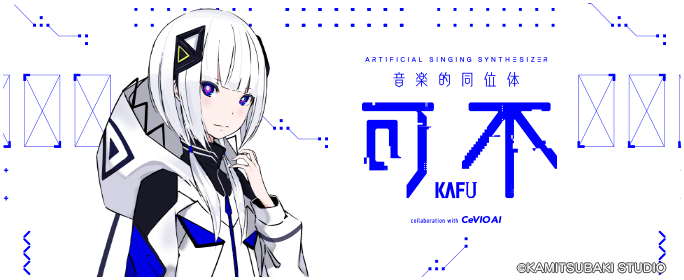 ARTIFICIAL SINGING SYNTHESIZER
音楽的同位体
可不
KAFU
collaboration with CeVIO AI
©KAMITSUBAKI STUDIO